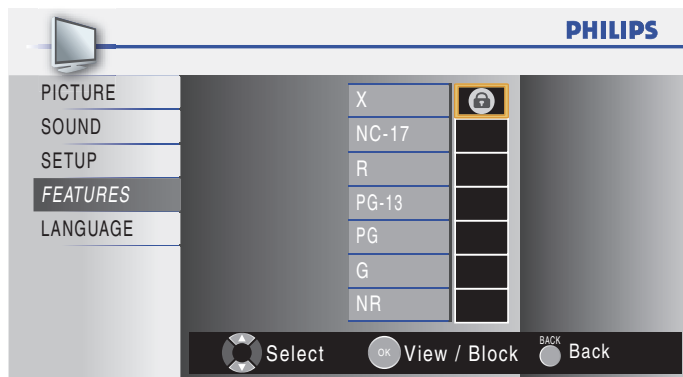 PHILIPS
PICTURE
SOUND
SETUP
FEATURES
LANGUAGE
X
NC-17
R
PG-13
PG
G
NR
Select
OK View / Block
BACK Back